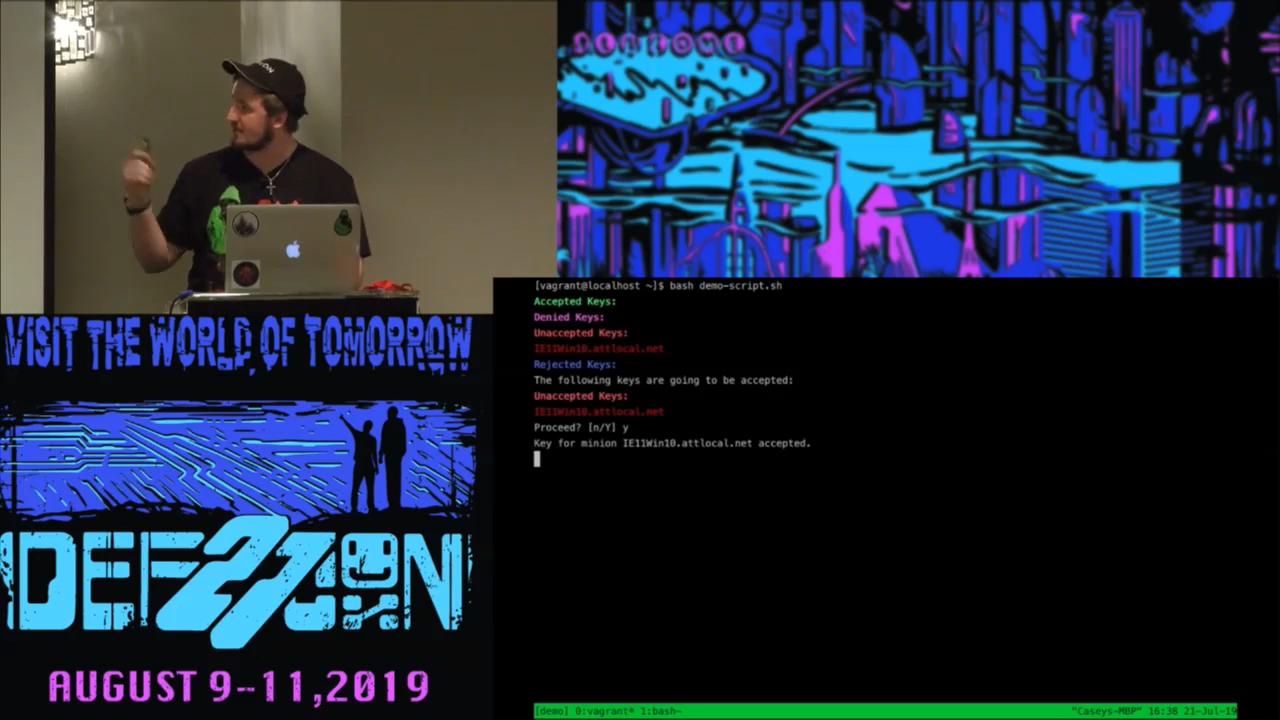 WELCOME
VISIT THE WORLD OF TOMORROW
DEF 27 CON
AUGUST 9--11,2019
[vagrant@localhost ~]$ bash demo-script.sh
Accepted Keys:
Denied Keys:
Unaccepted Keys:
IE11Win10.attlocal.net
Rejected Keys:
The following keys are going to be accepted:
Unaccepted Keys:
IE11Win10.attlocal.net
Proceed? [n/Y] y
Key for minion IE11Win10.attlocal.net accepted.
[demo] 0:vagrant* 1:bash- "Caseys-MBP" 16:38 21-Jul-19